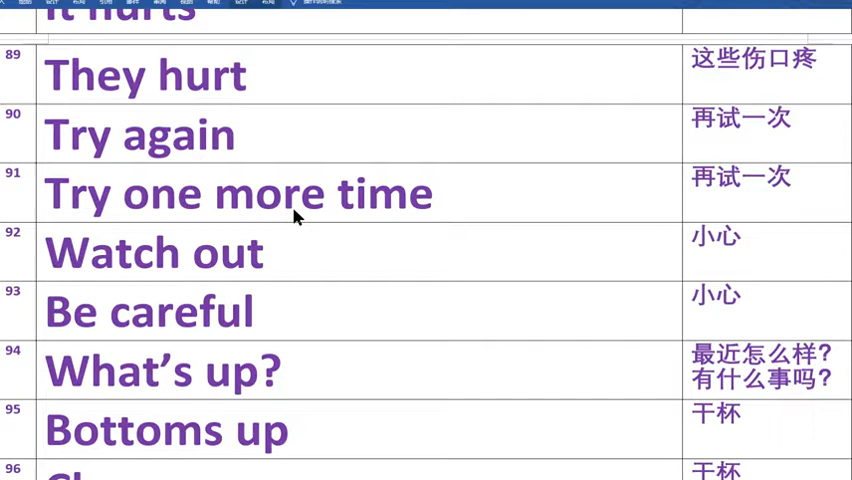 It hurts
89 They hurt 这些伤口疼
90 Try again 再试一次
91 Try one more time 再试一次
92 Watch out 小心
93 Be careful 小心
94 What's up? 最近怎么样?
有什么事吗?
95 Bottoms up 干杯
96 干杯